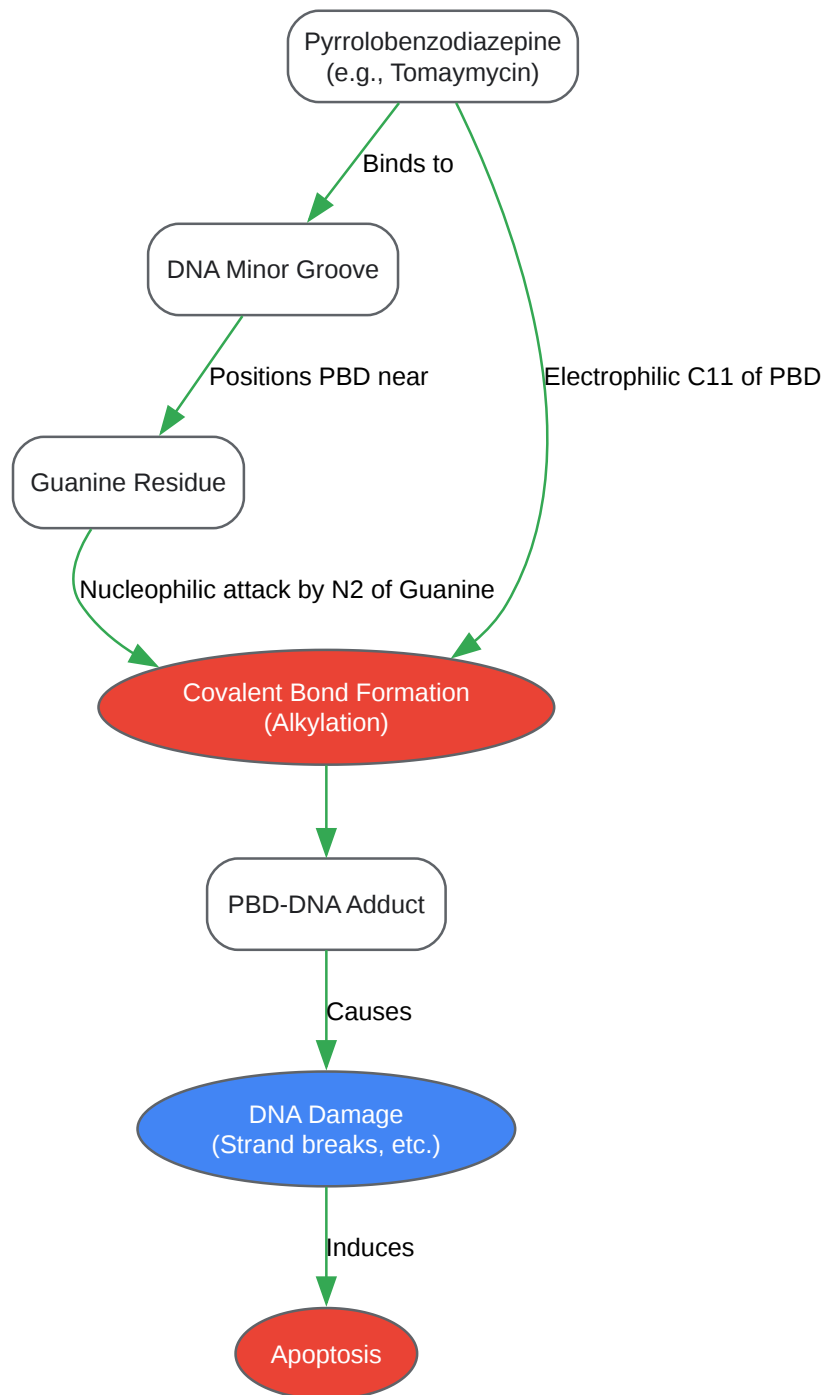 Pyrrolobenzodiazepine
(e.g., Tomaymycin)
Binds to
DNA Minor Groove
Positions PBD near
Electrophilic C11 of PBD
Guanine Residue
Nucleophilic attack by N2 of Guanine
Covalent Bond Formation
(Alkylation)
PBD-DNA Adduct
Causes
DNA Damage
(Strand breaks, etc.)
Induces
Apoptosis